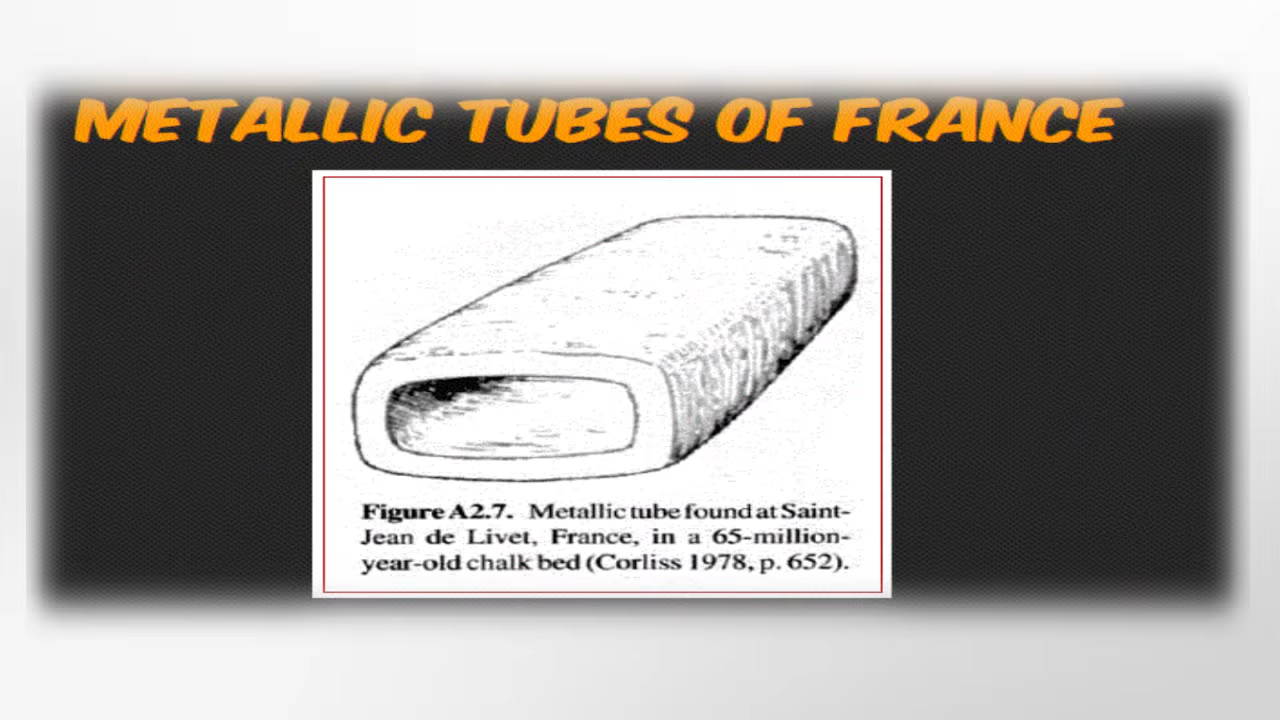 METALLIC TUBES OF FRANCE
Figure A2.7. Metallic tube found at Saint-
Jean de Livet, France, in a 65-million-
year-old chalk bed (Corliss 1978, p. 652).